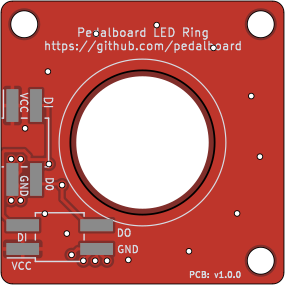 Pedalboard LED Ring
https://github.com/pedalboard
VCC DI
GND DO
DI DO
VCC GND
PCB: v1.0.0